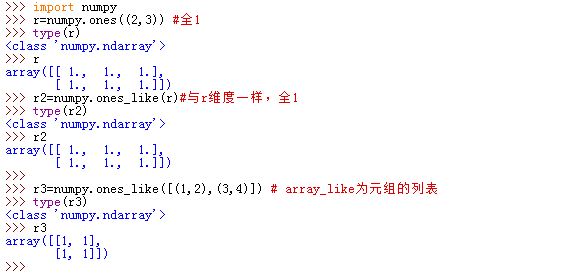 >>> import numpy
>>> r=numpy.ones((2,3)) #全1
>>> type(r)
<class 'numpy.ndarray'>
>>> r
array([[ 1.,  1.,  1.],
       [ 1.,  1.,  1.]])
>>> r2=numpy.ones_like(r)#与r维度一样，全1
>>> type(r2)
<class 'numpy.ndarray'>
>>> r2
array([[ 1.,  1.,  1.],
       [ 1.,  1.,  1.]])
>>>
>>> r3=numpy.ones_like([(1,2),(3,4)]) # array_like为元组的列表
>>> type(r3)
<class 'numpy.ndarray'>
>>> r3
array([[1, 1],
       [1, 1]])
>>>